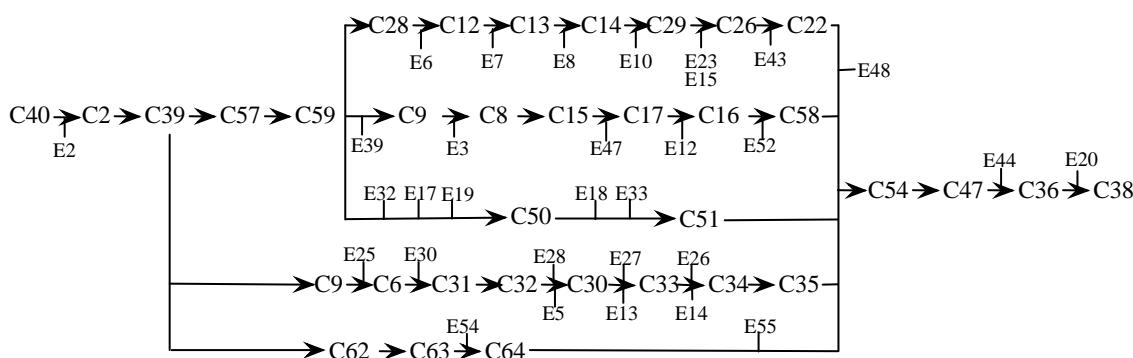 C28 C12 C13 C14 C29 C26 C22
E6 E7 E8 E10 E23 E43
E15
E48
C40 C2 C39 C57 C59 C9 C8 C15 C17 C16 C58
E2 E39 E3 E47 E12 E52
E44 E20
E32 E17 E19 E18 E33
C54 C47 C36 C38
C50 C51
E25 E30 E28 E27 E26
C9 C6 C31 C32 C30 C33 C34 C35
E5 E13 E14
E54 E55
C62 C63 C64